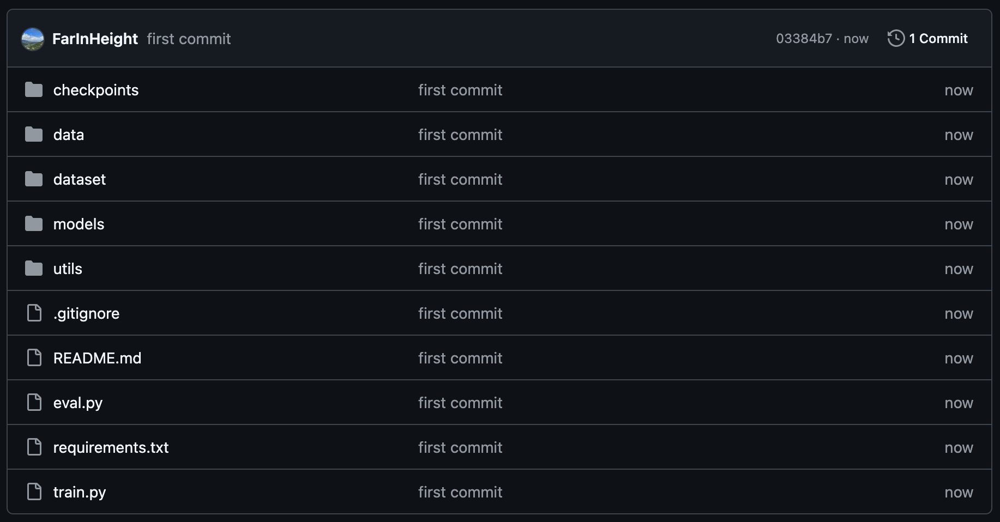 FarInHeight first commit 03384b7 · now 1 Commit
checkpoints first commit now
data first commit now
dataset first commit now
models first commit now
utils first commit now
.gitignore first commit now
README.md first commit now
eval.py first commit now
requirements.txt first commit now
train.py first commit now